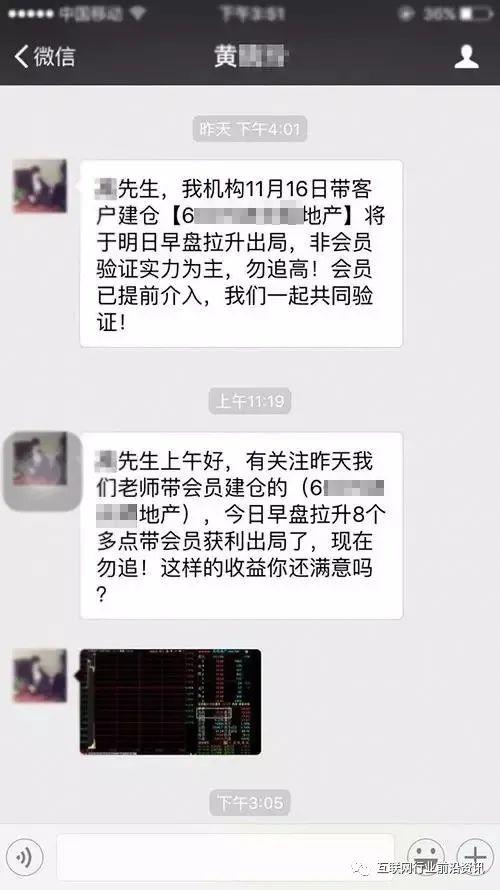 中国移动
下午3:51
36%
微信
黄
昨天 下午4:01
先生，我机构11月16日带客
户建仓【6 地产】将
于明日早盘拉升出局，非会员
验证实力为主，勿追高！会员
已提前介入，我们一起共同验
证！
上午11:19
先生上午好，有关注昨天我
们老师带会员建仓的（6
地产），今日早盘拉升8个
多点带会员获利出局了，现在
勿追！这样的收益你还满意吗
？
下午3:05
互联网行业前沿资讯